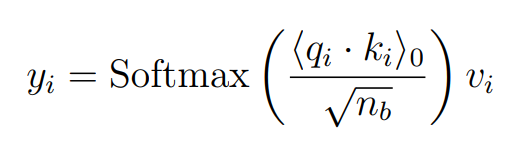 y_i = Softmax ( ⟨q_i · k_i⟩_0 / √n_b ) v_i